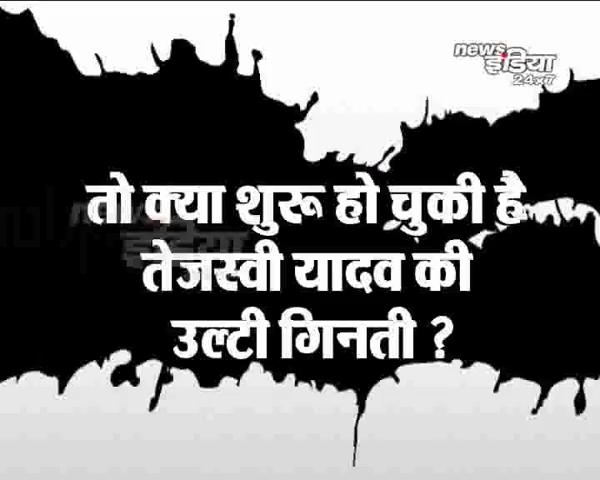 news
इंडिया
24x7
तो क्या शुरू हो चुकी है
तेजस्वी यादव की
उल्टी गिनती ?